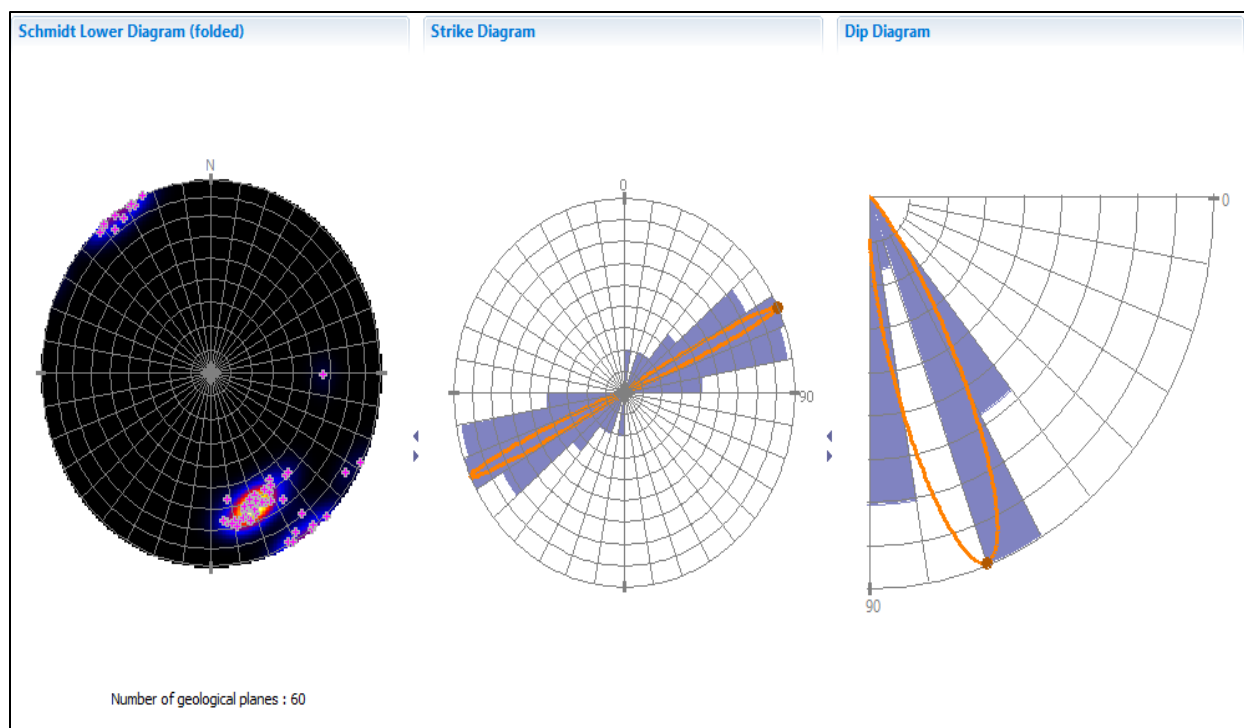 Schmidt Lower Diagram (folded)
Strike Diagram
Dip Diagram
N
0
90
0
90
Number of geological planes : 60